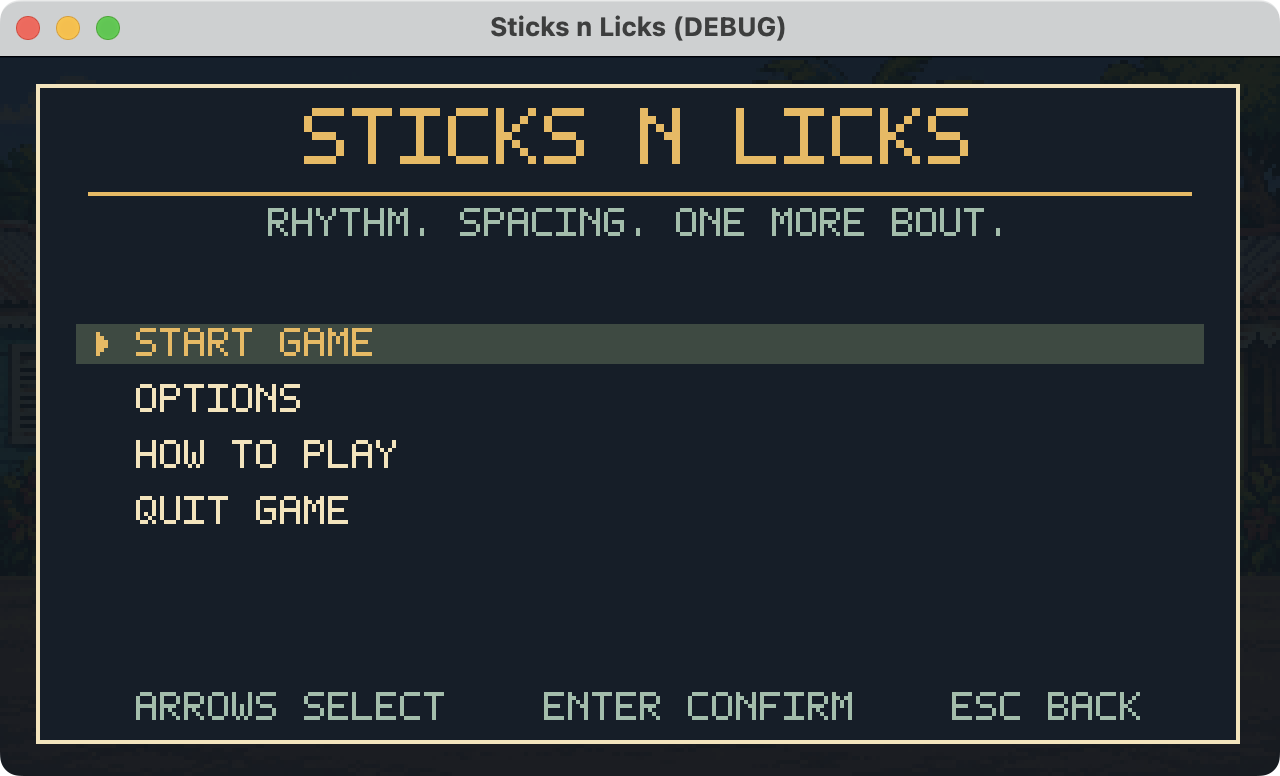 Sticks n Licks (DEBUG)
STICKS N LICKS
RHYTHM. SPACING. ONE MORE BOUT.
START GAME
OPTIONS
HOW TO PLAY
QUIT GAME
ARROWS SELECT ENTER CONFIRM ESC BACK